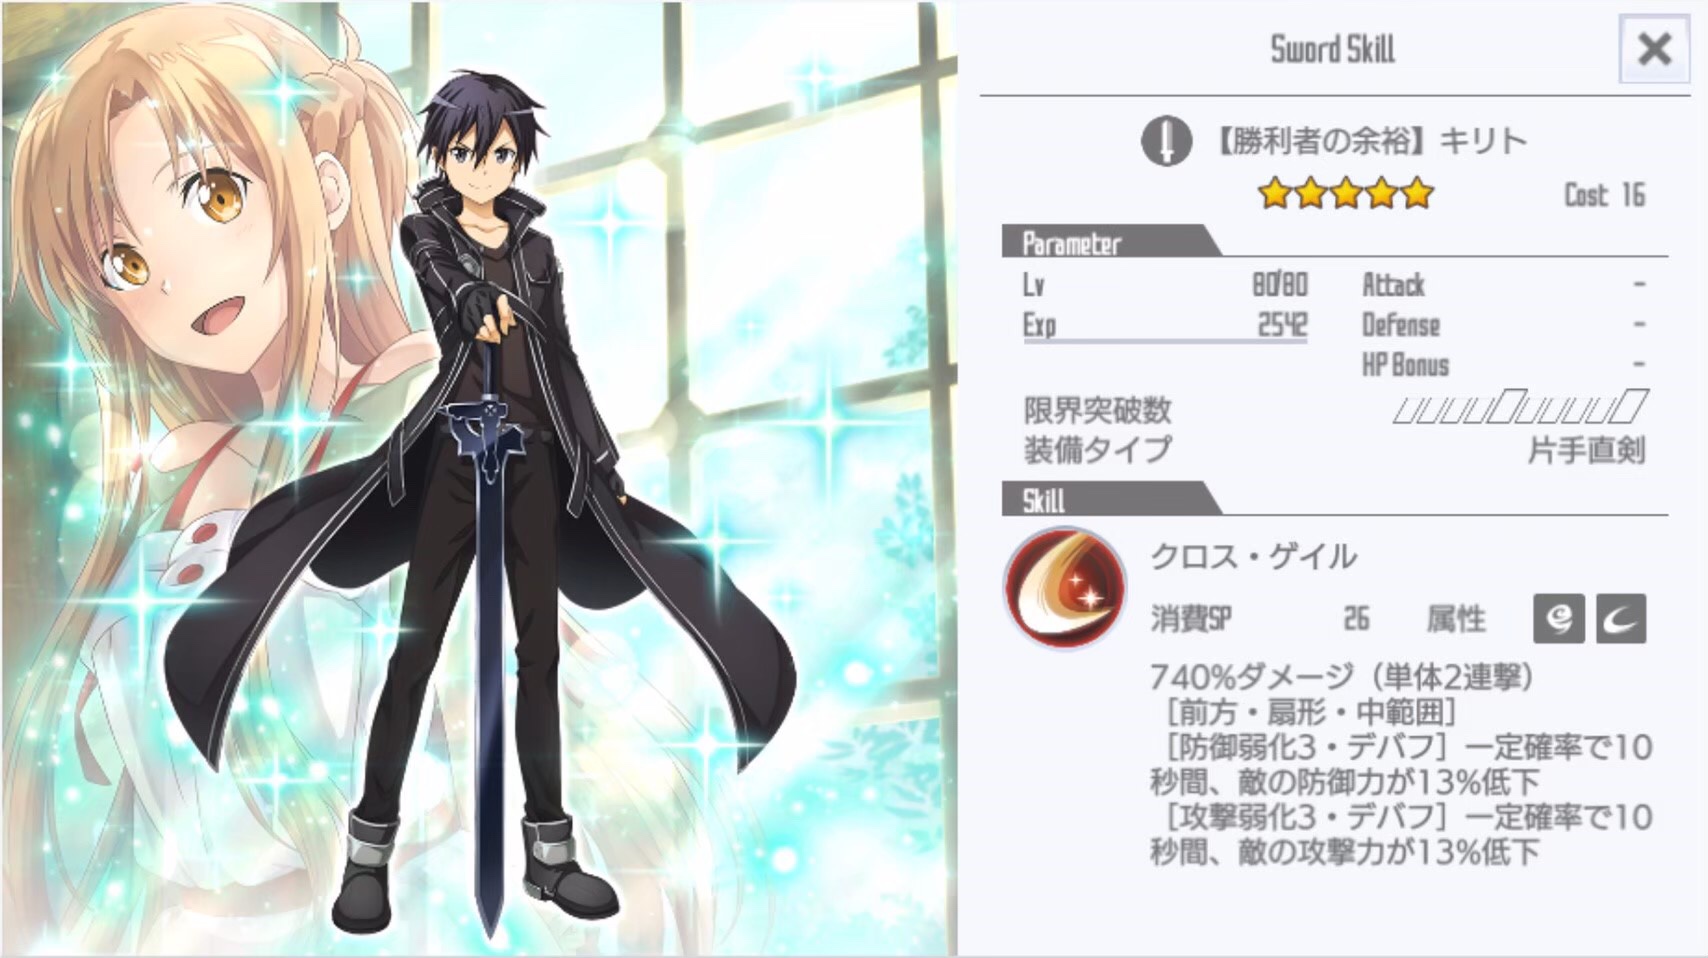 Sword Skill
【勝利者の余裕】キリト
Cost 16
Parameter
Lv 80/80 Attack -
Exp 2542 Defense -
HP Bonus -
限界突破数
装備タイプ 片手直剣
Skill
クロス・ゲイル
消費SP 26 属性
740%ダメージ（単体2連撃）
［前方・扇形・中範囲］
［防御弱化3・デバフ］一定確率で10
秒間、敵の防御力が13%低下
［攻撃弱化3・デバフ］一定確率で10
秒間、敵の攻撃力が13%低下